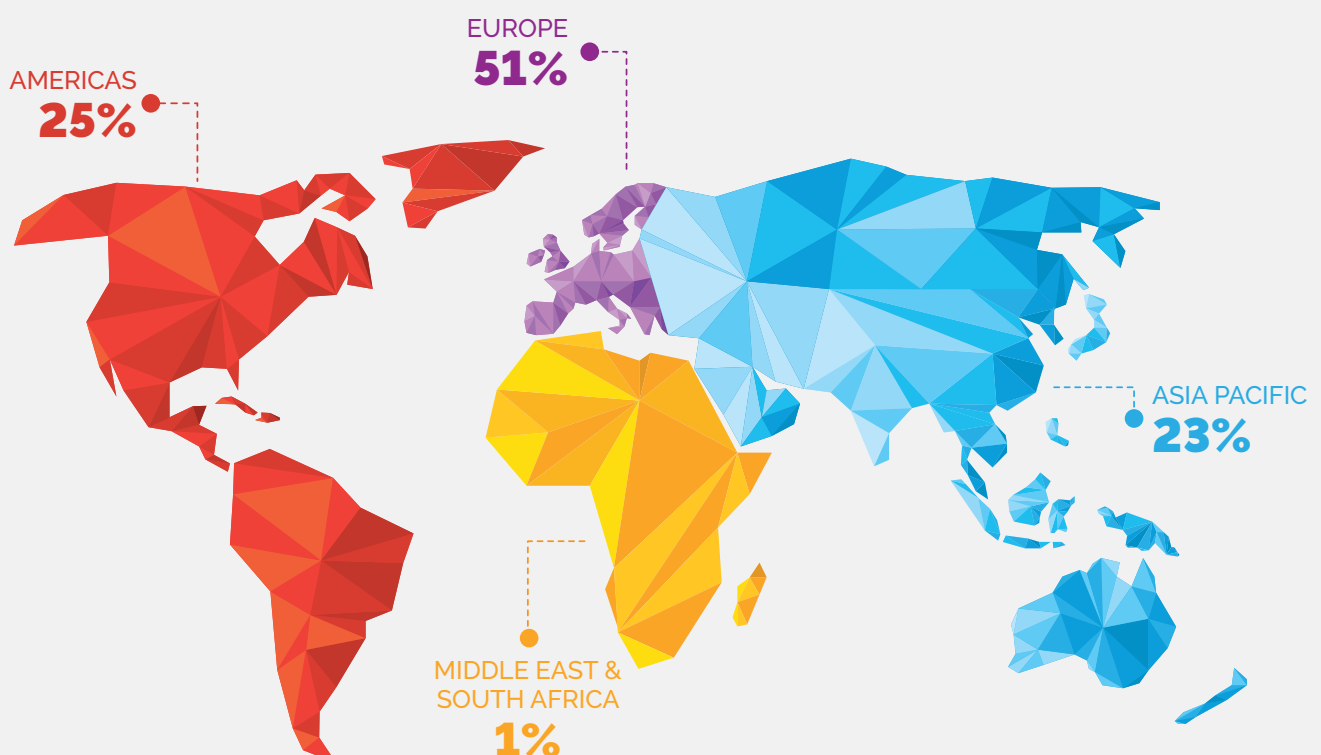 EUROPE
51%
AMERICAS
25%
ASIA PACIFIC
23%
MIDDLE EAST &
SOUTH AFRICA
1%